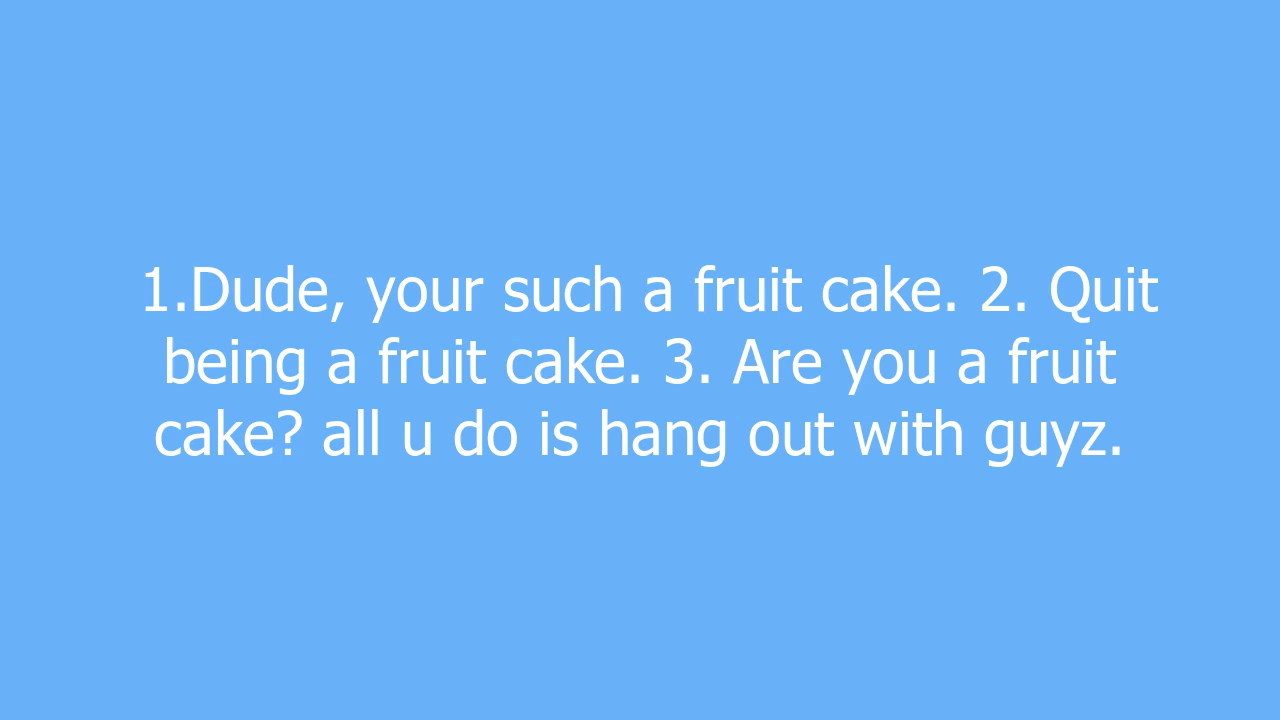 1.Dude, your such a fruit cake. 2. Quit
being a fruit cake. 3. Are you a fruit
cake? all u do is hang out with guyz.